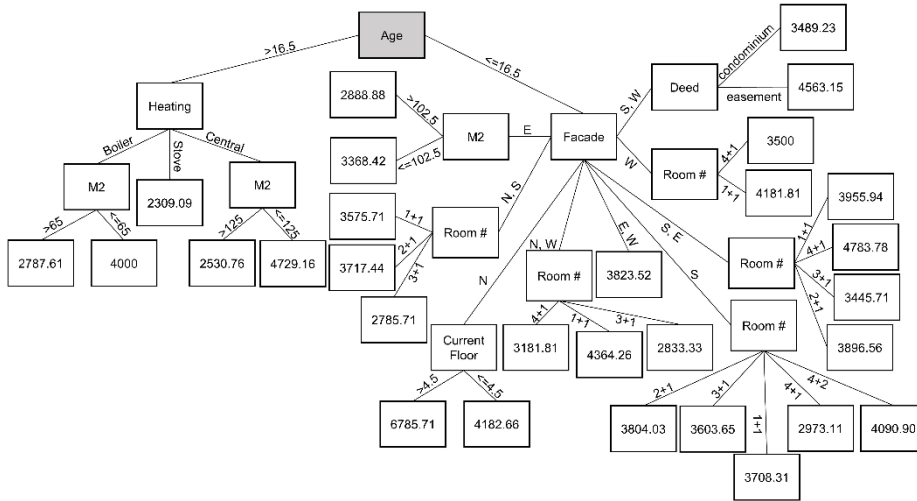 Age
>16.5
<=16.5
Heating
Boiler
Stove
Central
M2
>65
<=65
2787.61
4000
2309.09
M2
>125
<=125
2530.76
4729.16
Facade
E
M2
>102.5
<=102.5
2888.88
3368.42
N, S
Room #
1+1
2+1
3+1
3575.71
3717.44
2785.71
N
Current
Floor
>4.5
<=4.5
6785.71
4182.66
N, W
Room #
4+1
1+1
3+1
3181.81
4364.26
2833.33
E, W
3823.52
S
Room #
2+1
3+1
1+1
4+1
4+2
3804.03
3603.65
3708.31
2973.11
4090.90
S, E
Room #
1+1
4+1
3+1
2+1
3955.94
4783.78
3445.71
3896.56
W
Room #
4+1
1+1
3500
4181.81
S, W
Deed
condominium
easement
3489.23
4563.15